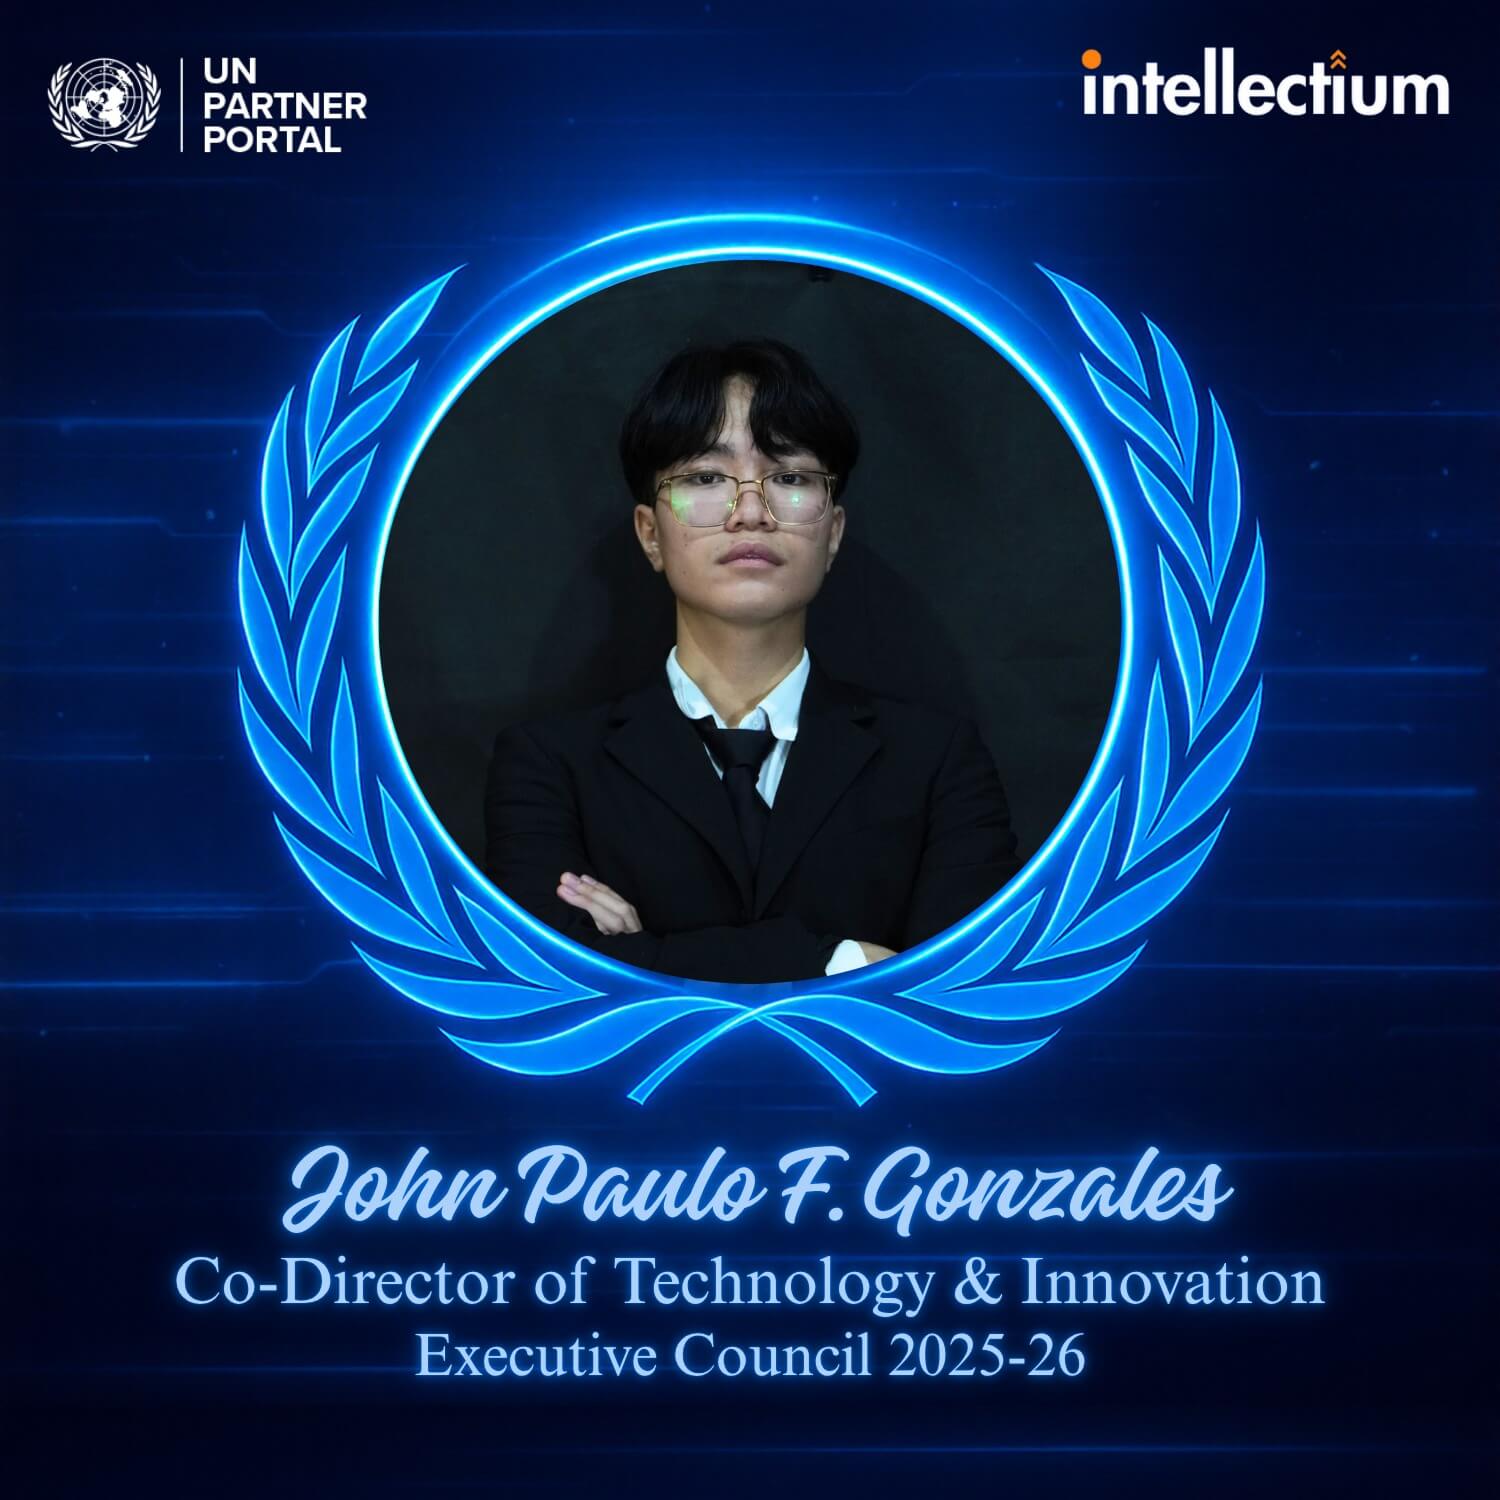 UN
PARTNER
PORTAL
intellectium
John Paulo F. Gonzales
Co-Director of Technology & Innovation
Executive Council 2025-26